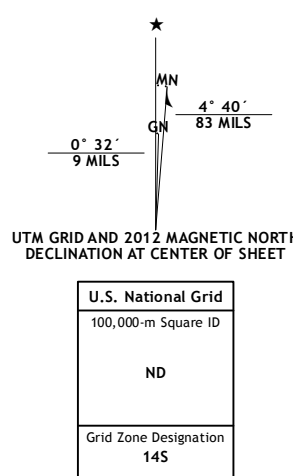 ★
MN
4° 40´
83 MILS
GN
0° 32´
9 MILS
UTM GRID AND 2012 MAGNETIC NORTH
DECLINATION AT CENTER OF SHEET
U.S. National Grid
100,000-m Square ID
ND
Grid Zone Designation
14S